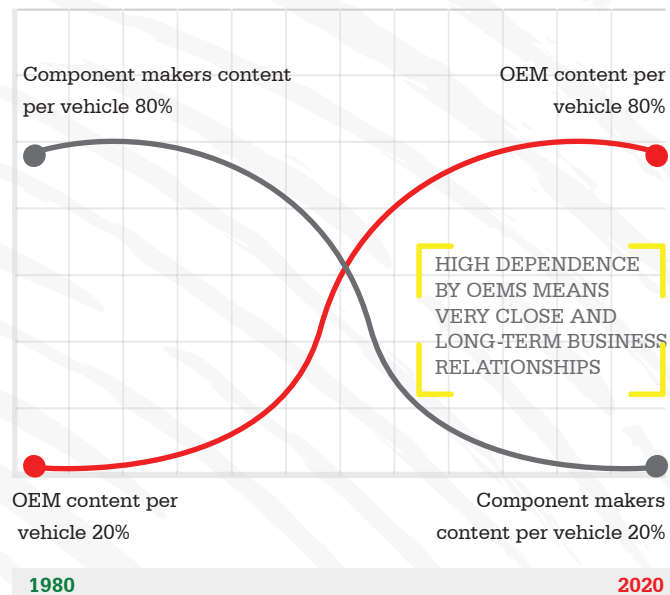 Component makers content
per vehicle 80%
OEM content per
vehicle 80%
HIGH DEPENDENCE
BY OEMS MEANS
VERY CLOSE AND
LONG-TERM BUSINESS
RELATIONSHIPS
OEM content per
vehicle 20%
Component makers
content per vehicle 20%
1980
2020